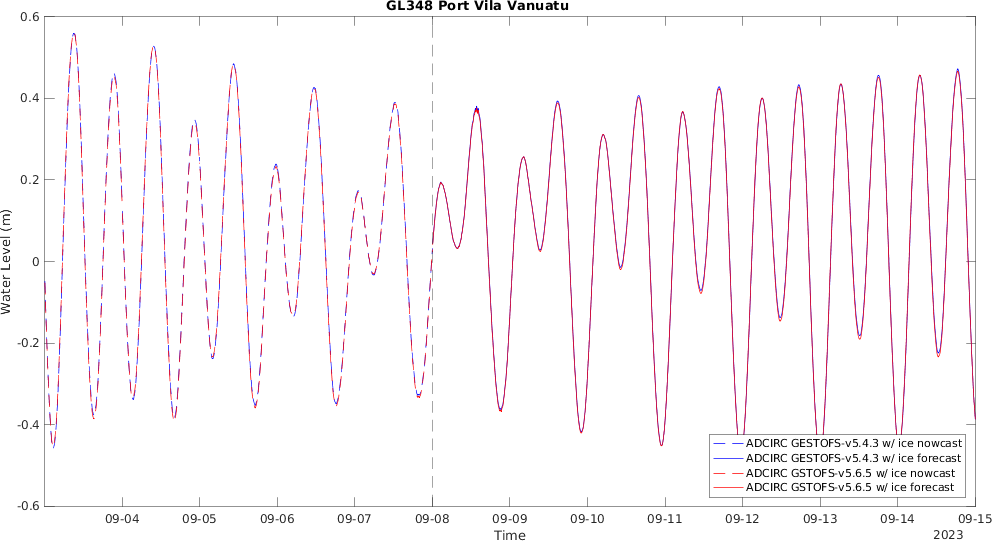 GL348 Port Vila Vanuatu
0.6
0.4
0.2
0
-0.2
-0.4
-0.6
Water Level (m)
09-04 09-05 09-06 09-07 09-08 09-09 09-10 09-11 09-12 09-13 09-14 09-15
Time
2023
ADCIRC GESTOFS-v5.4.3 w/ ice nowcast
ADCIRC GESTOFS-v5.4.3 w/ ice forecast
ADCIRC GSTOFS-v5.6.5 w/ ice nowcast
ADCIRC GSTOFS-v5.6.5 w/ ice forecast